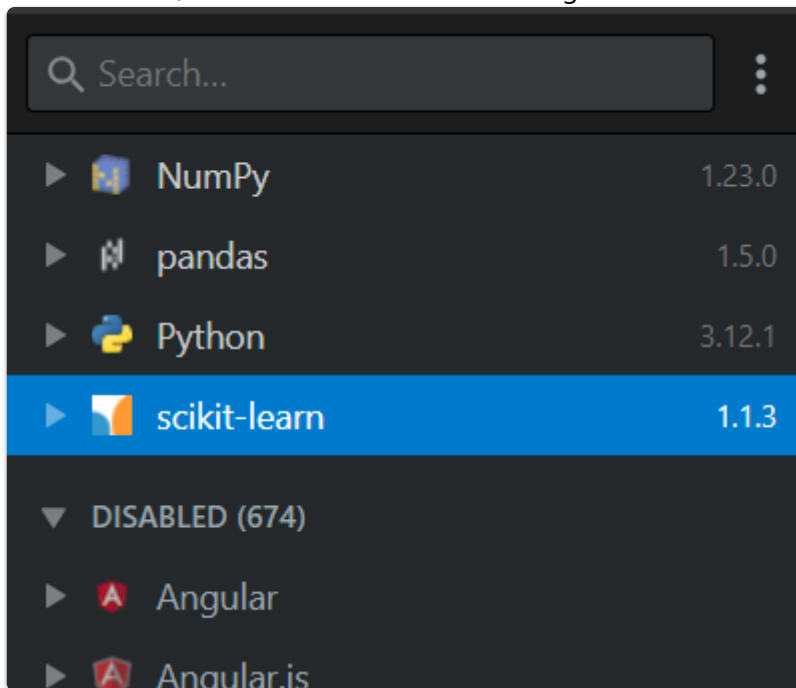 Search...
NumPy 1.23.0
pandas 1.5.0
Python 3.12.1
scikit-learn 1.1.3
DISABLED (674)
Angular
Angular.js